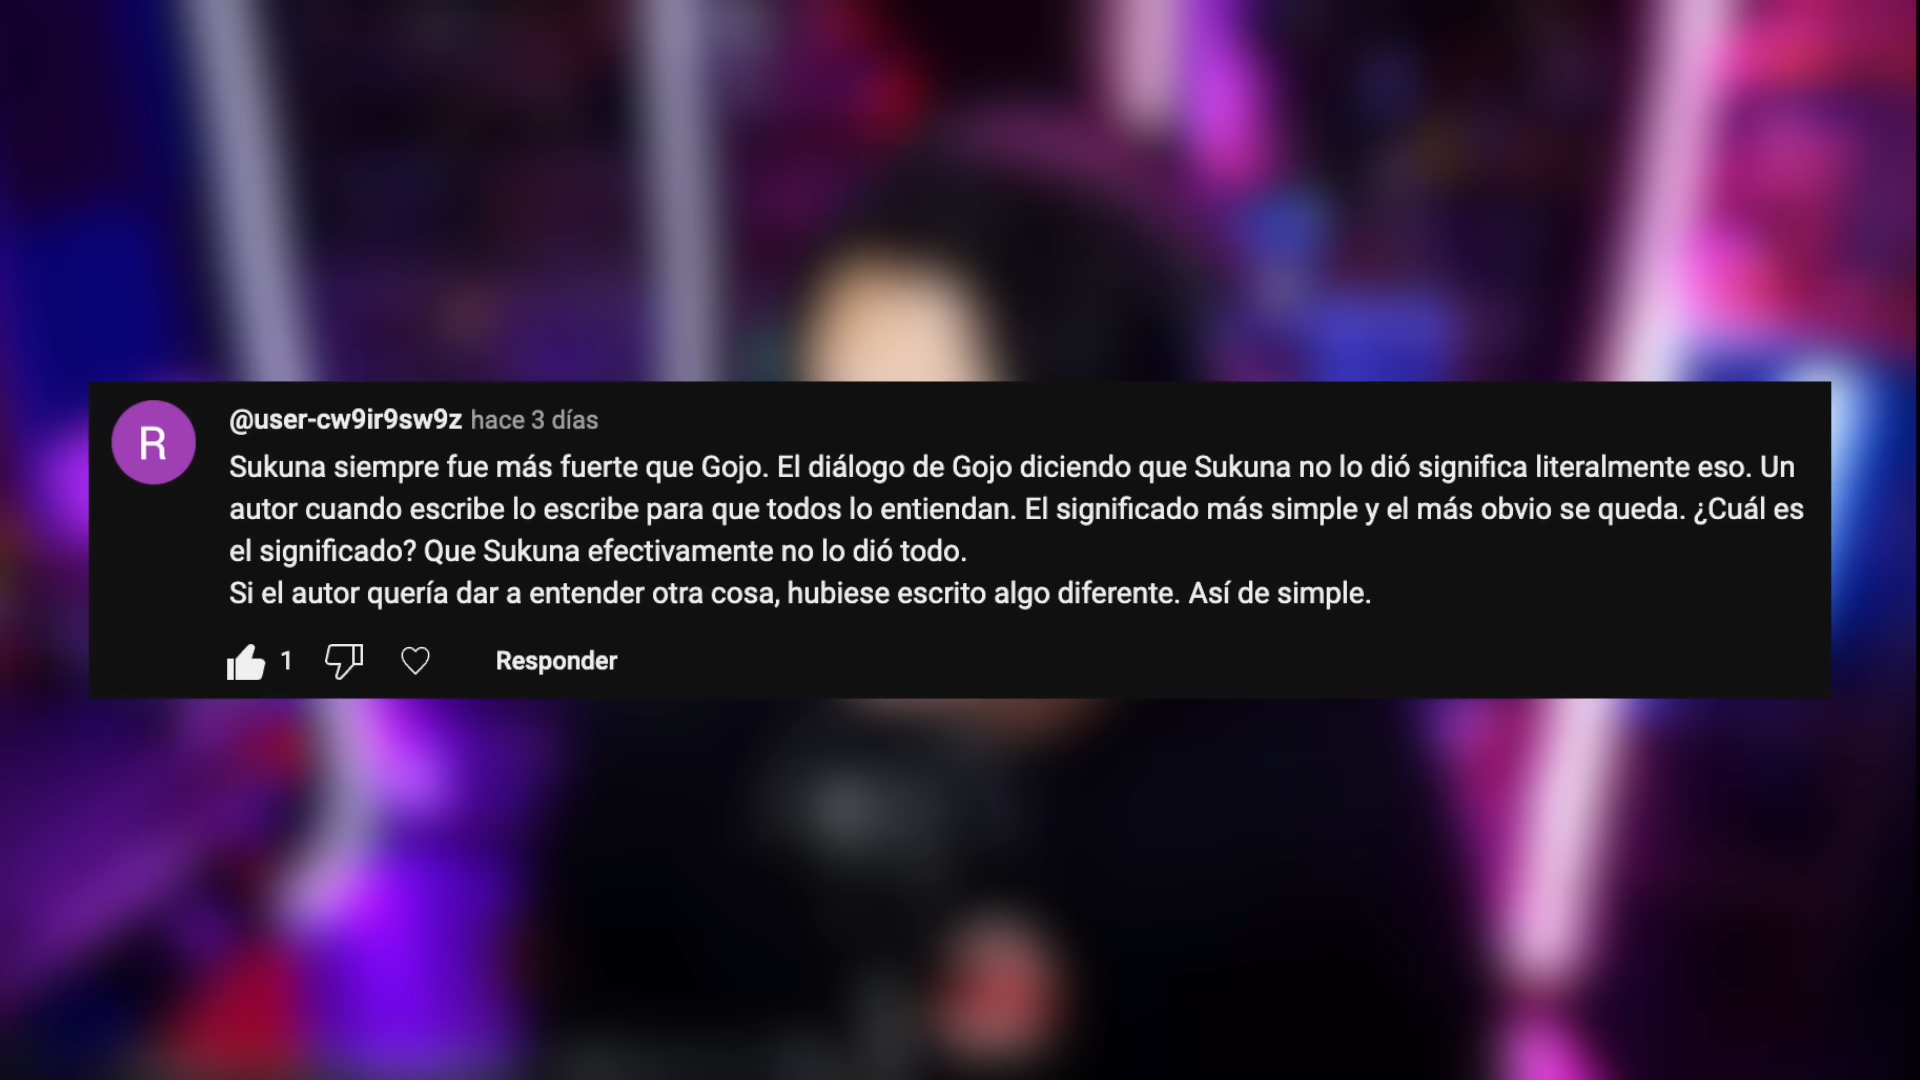 R
@user-cw9ir9sw9z hace 3 días
Sukuna siempre fue más fuerte que Gojo. El diálogo de Gojo diciendo que Sukuna no lo dió significa literalmente eso. Un
autor cuando escribe lo escribe para que todos lo entiendan. El significado más simple y el más obvio se queda. ¿Cuál es
el significado? Que Sukuna efectivamente no lo dió todo.
Si el autor quería dar a entender otra cosa, hubiese escrito algo diferente. Así de simple.
1 Responder